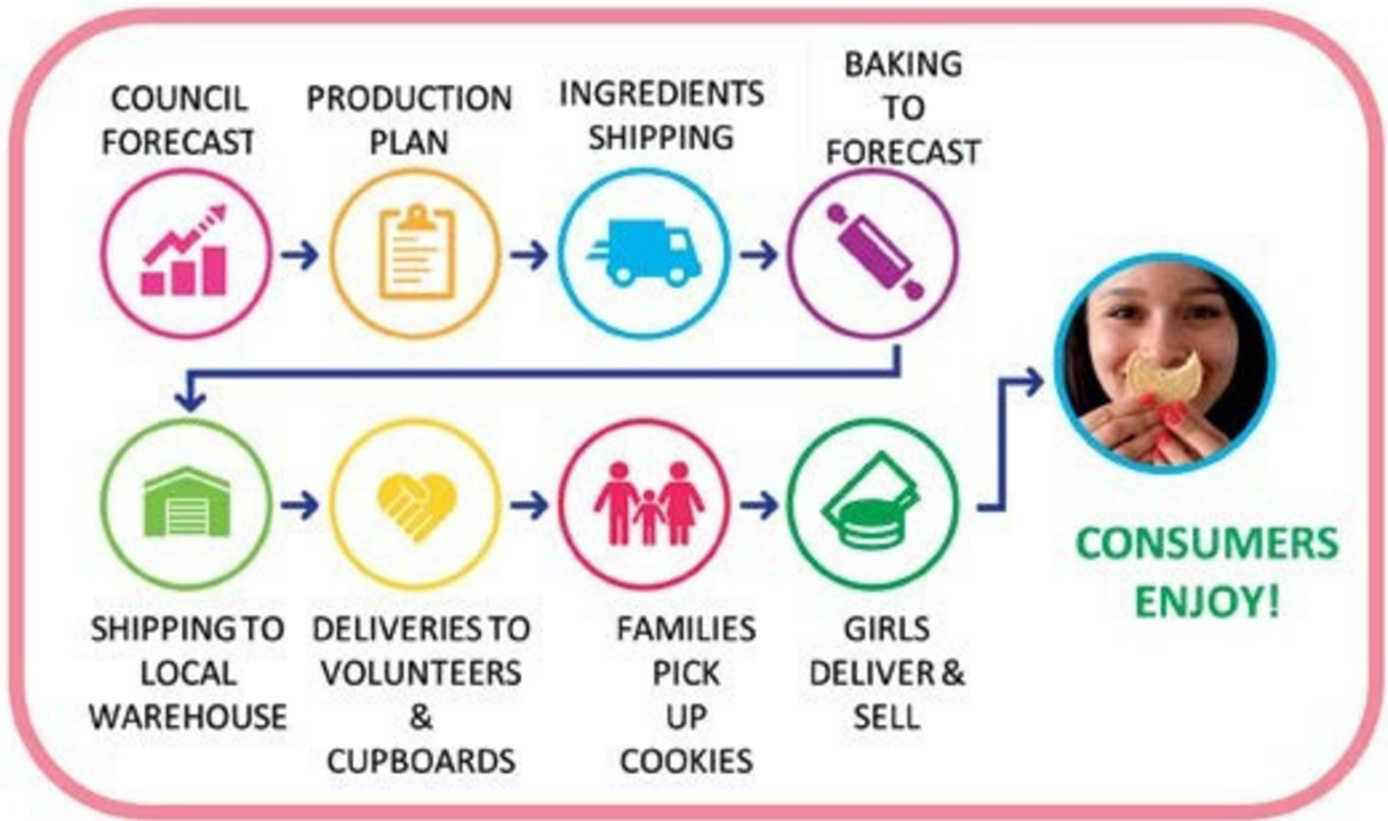 COUNCIL
FORECAST
PRODUCTION
PLAN
INGREDIENTS
SHIPPING
BAKING
TO
FORECAST
SHIPPING TO
LOCAL
WAREHOUSE
DELIVERIES TO
VOLUNTEERS
&
CUPBOARDS
FAMILIES
PICK
UP
COOKIES
GIRLS
DELIVER &
SELL
CONSUMERS
ENJOY!